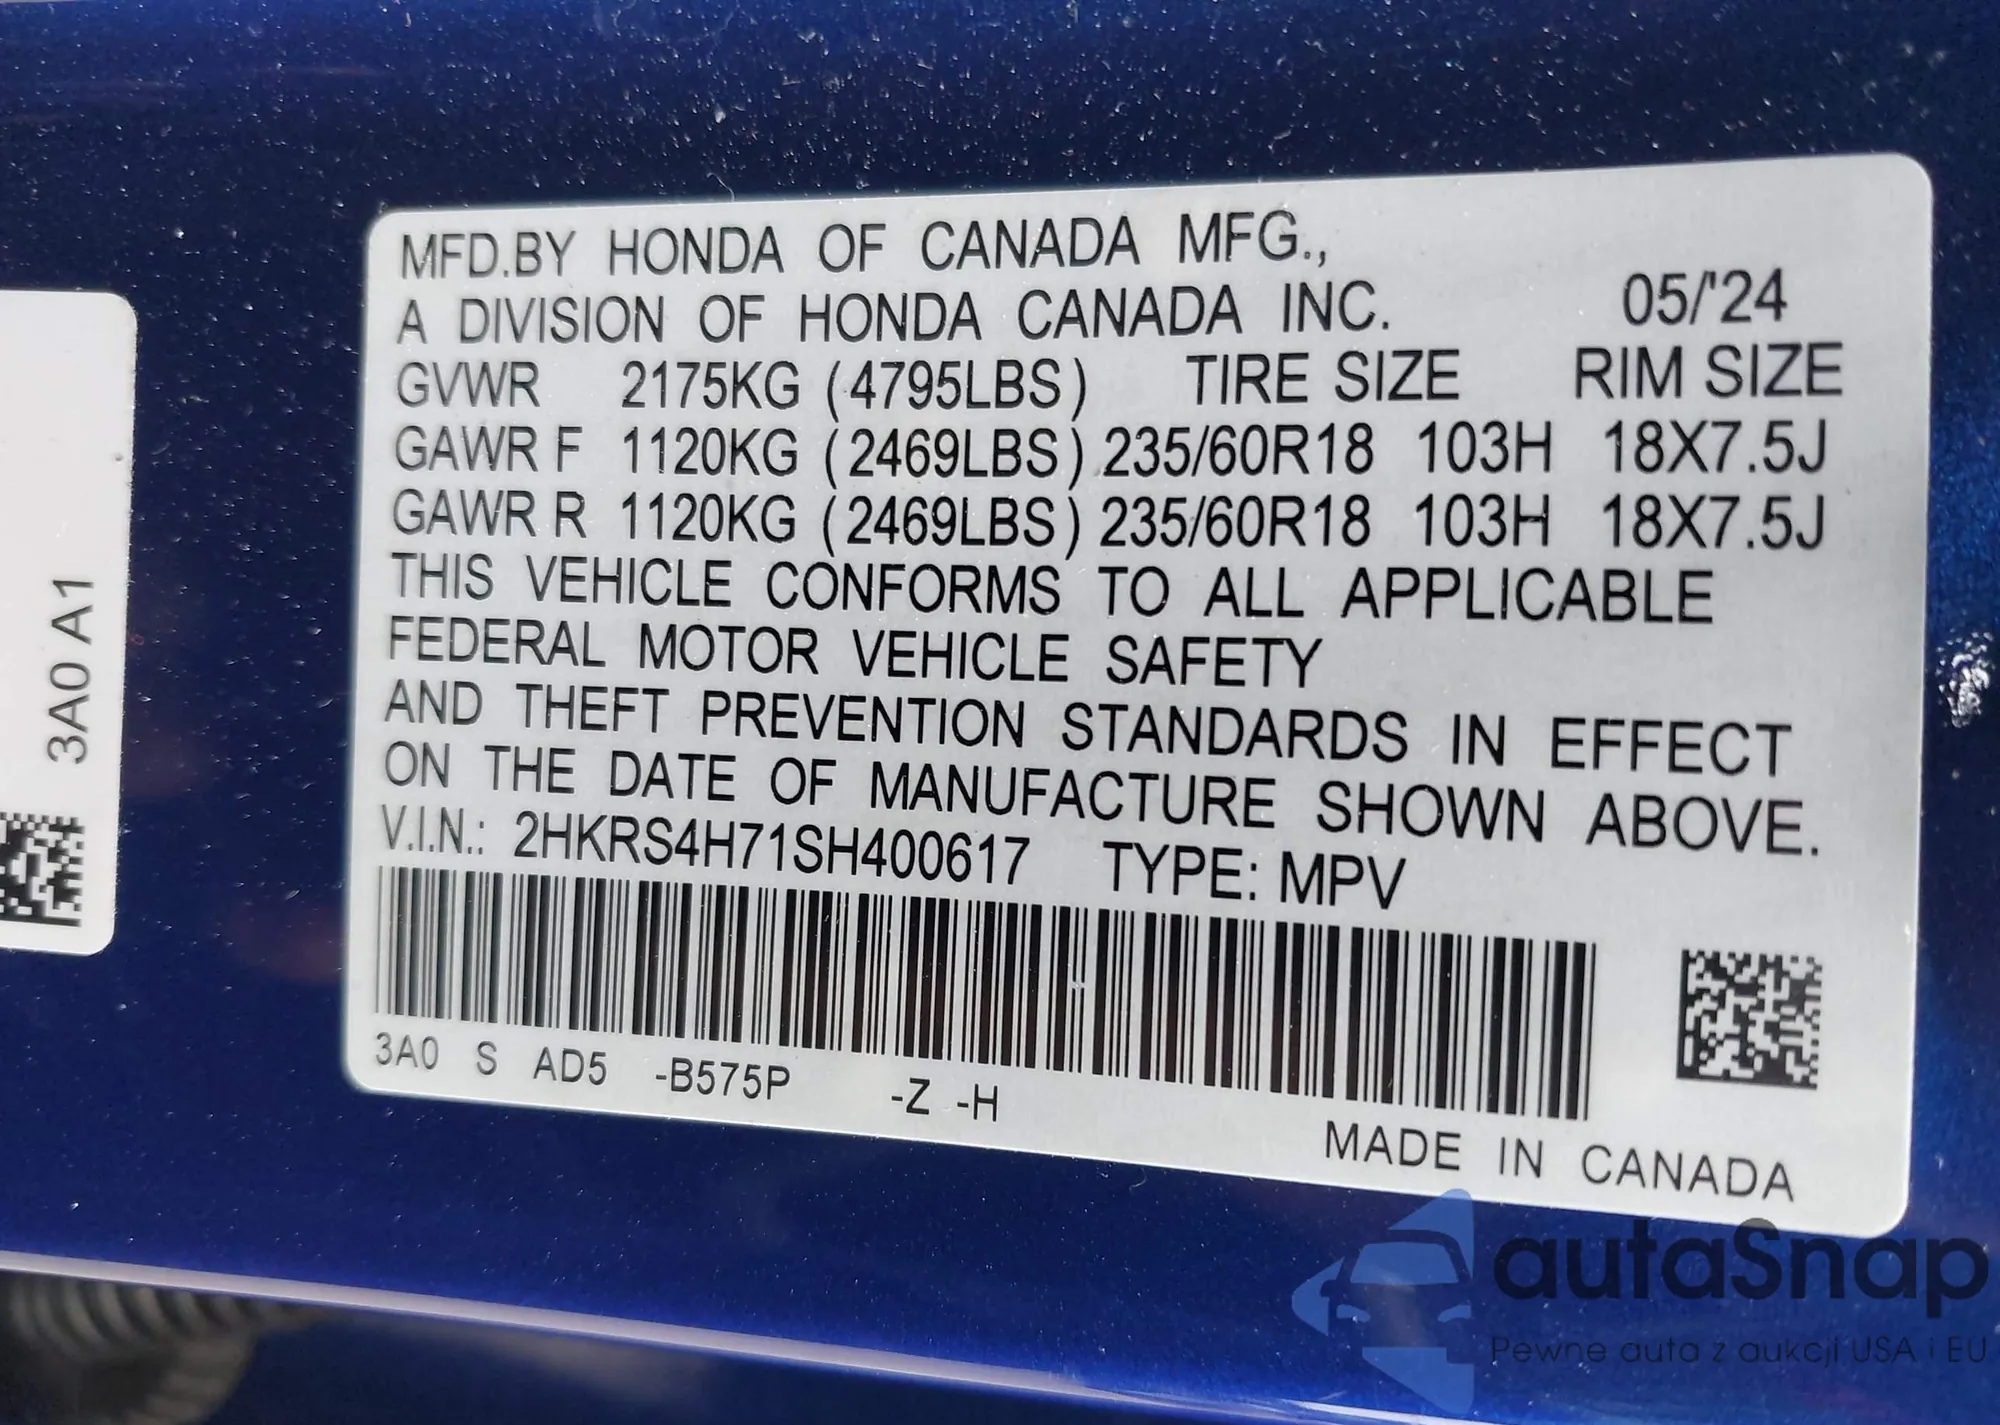 MFD.BY HONDA OF CANADA MFG.,
A DIVISION OF HONDA CANADA INC. 05/'24
GVWR 2175KG (4795LBS) TIRE SIZE RIM SIZE
GAWR F 1120KG (2469LBS) 235/60R18 103H 18X7.5J
GAWR R 1120KG (2469LBS) 235/60R18 103H 18X7.5J
THIS VEHICLE CONFORMS TO ALL APPLICABLE
FEDERAL MOTOR VEHICLE SAFETY
AND THEFT PREVENTION STANDARDS IN EFFECT
ON THE DATE OF MANUFACTURE SHOWN ABOVE.
V.I.N.: 2HKRS4H71SH400617 TYPE: MPV
3A0 S AD5 -B575P -Z -H
MADE IN CANADA
3A0 A1
autaSnap
Pewne auta z aukcji USA i EU